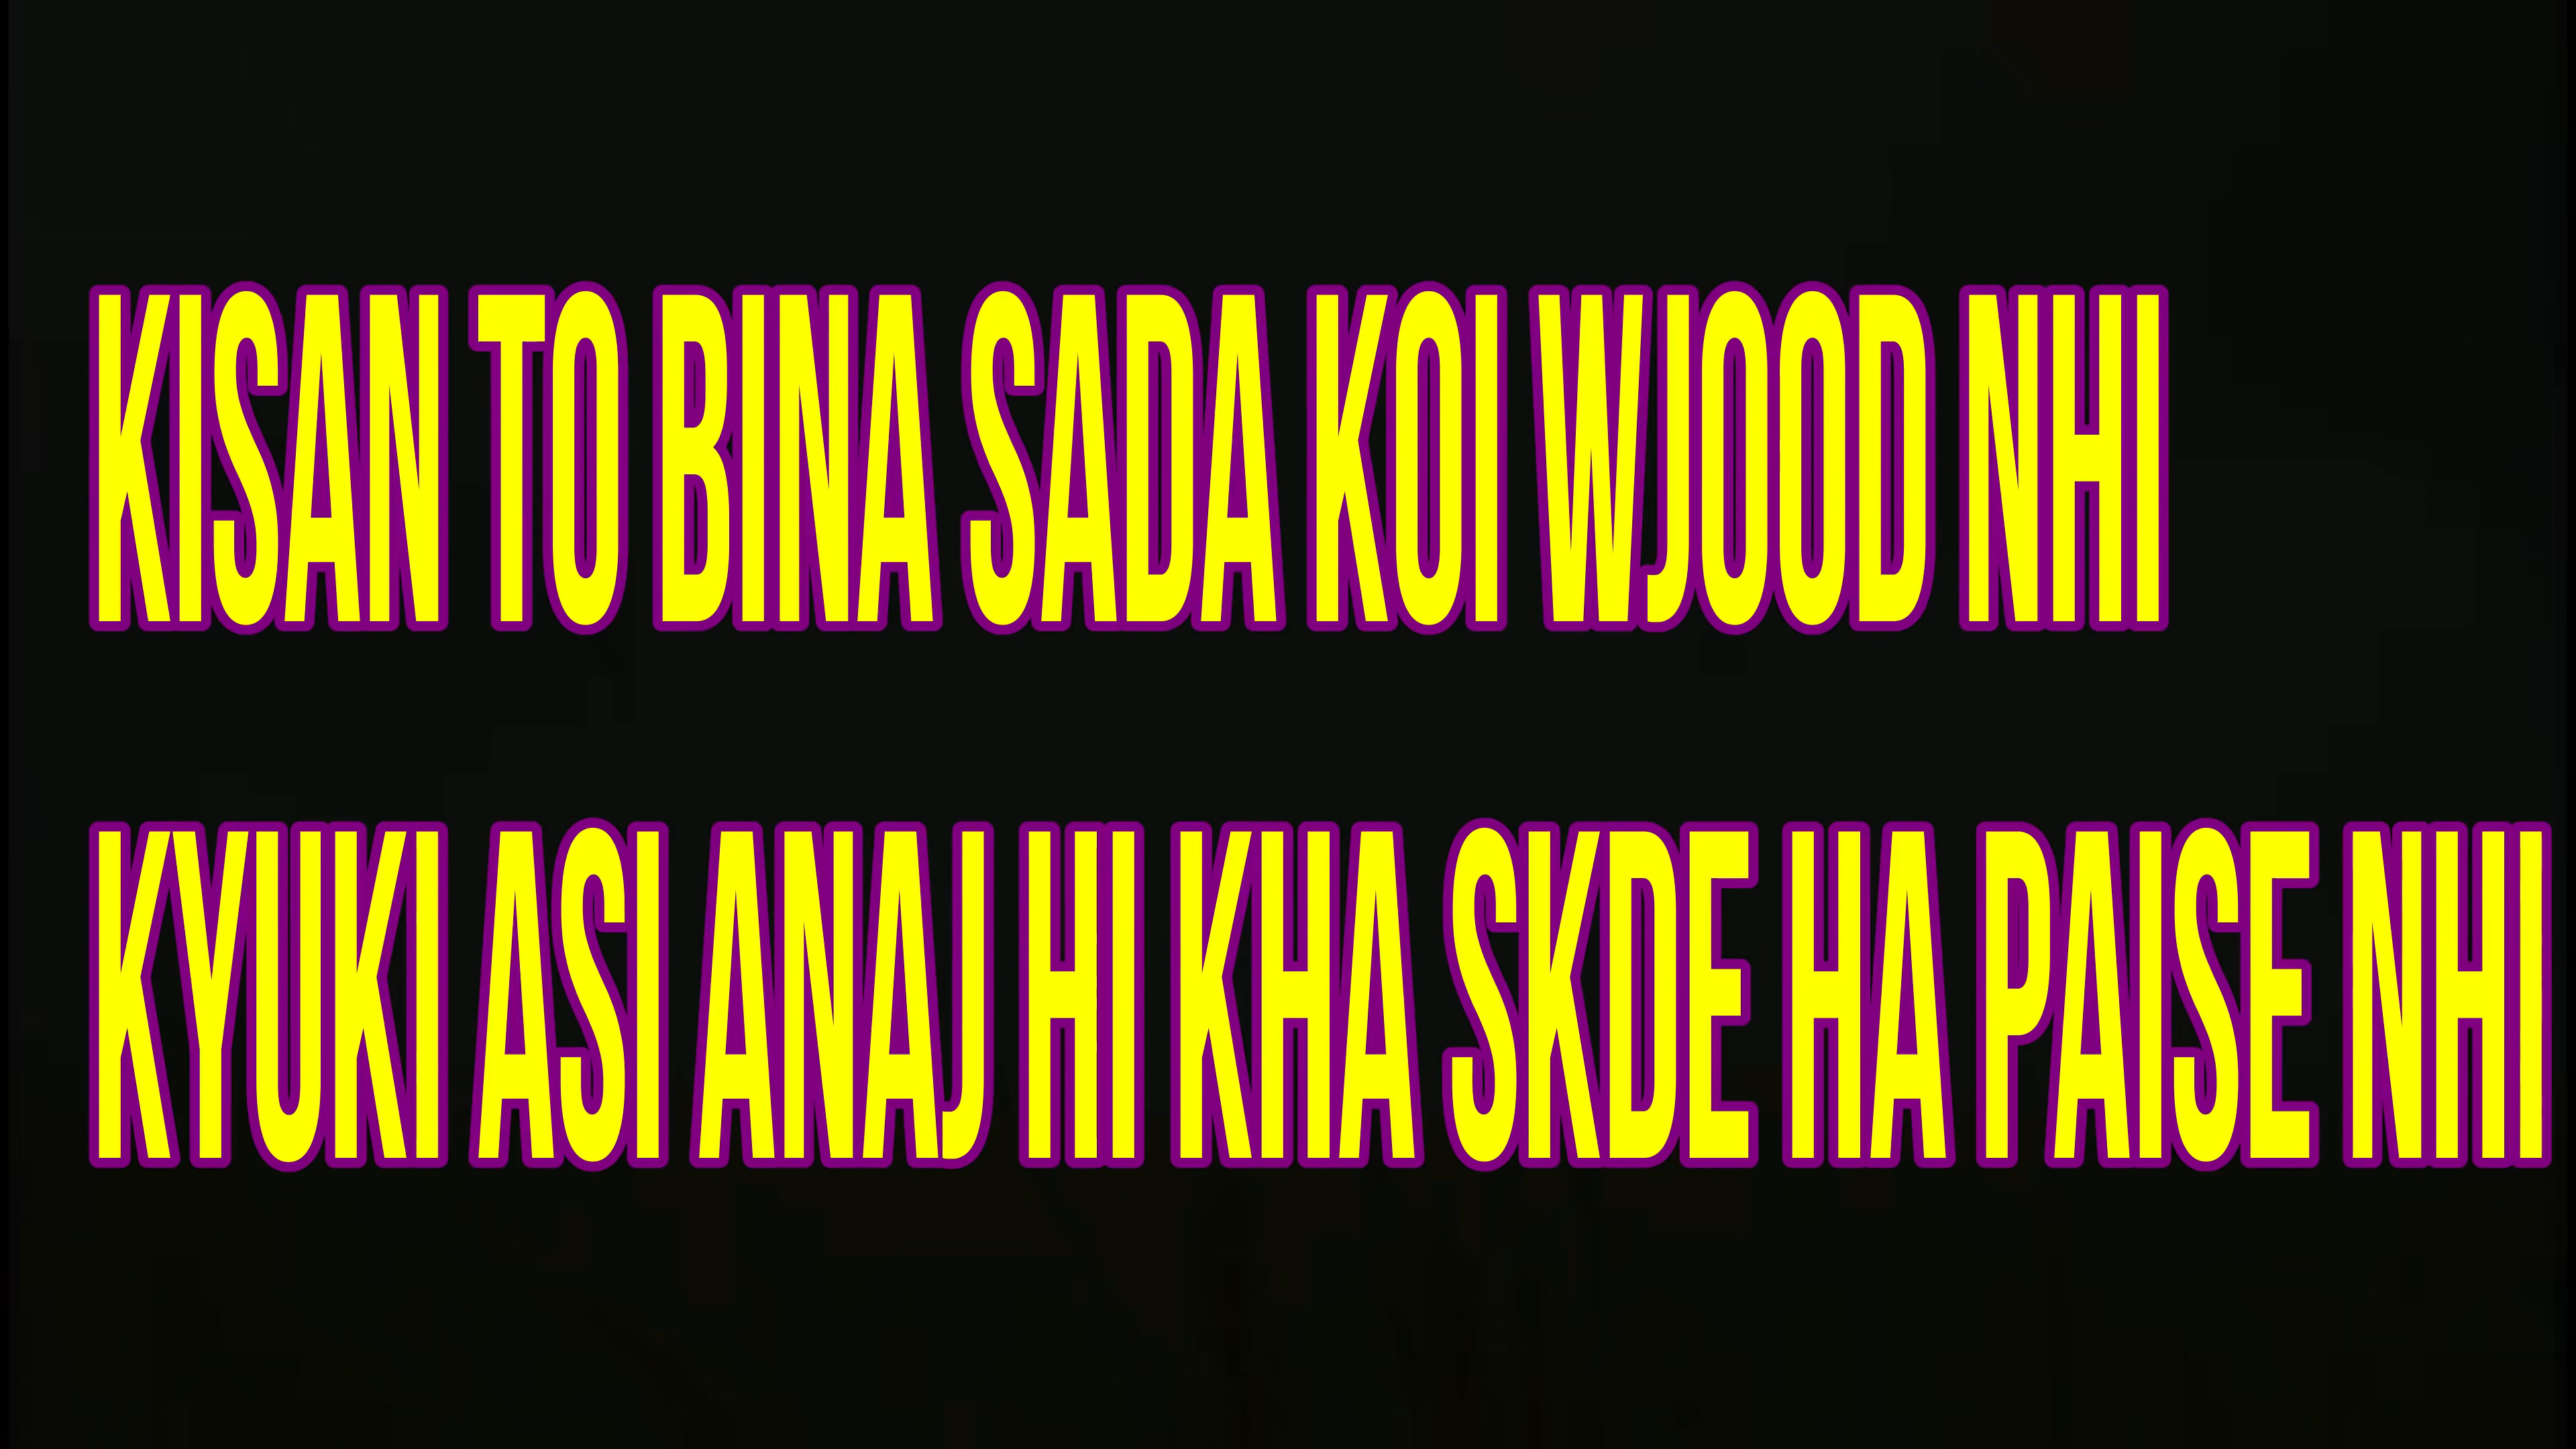 KISAN TO BINA SADA KOI WJOOD NHI
KYUKI ASI ANAJ HI KHA SKDE HA PAISE NHI